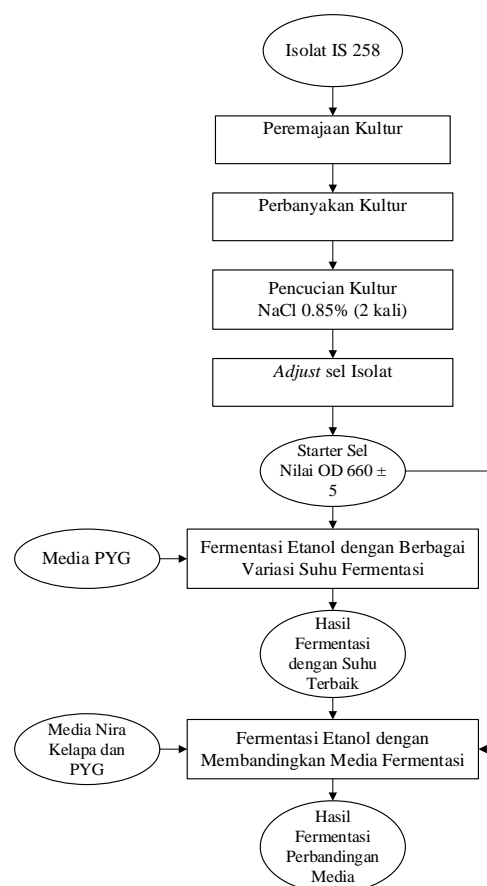 Isolat IS 258
Peremajaan Kultur
Perbanyakan Kultur
Pencucian Kultur
NaCl 0.85% (2 kali)
Adjust sel Isolat
Starter Sel
Nilai OD 660 ±
5
Media PYG
Fermentasi Etanol dengan Berbagai
Variasi Suhu Fermentasi
Hasil
Fermentasi
dengan Suhu
Terbaik
Media Nira
Kelapa dan
PYG
Fermentasi Etanol dengan
Membandingkan Media Fermentasi
Hasil
Fermentasi
Perbandingan
Media